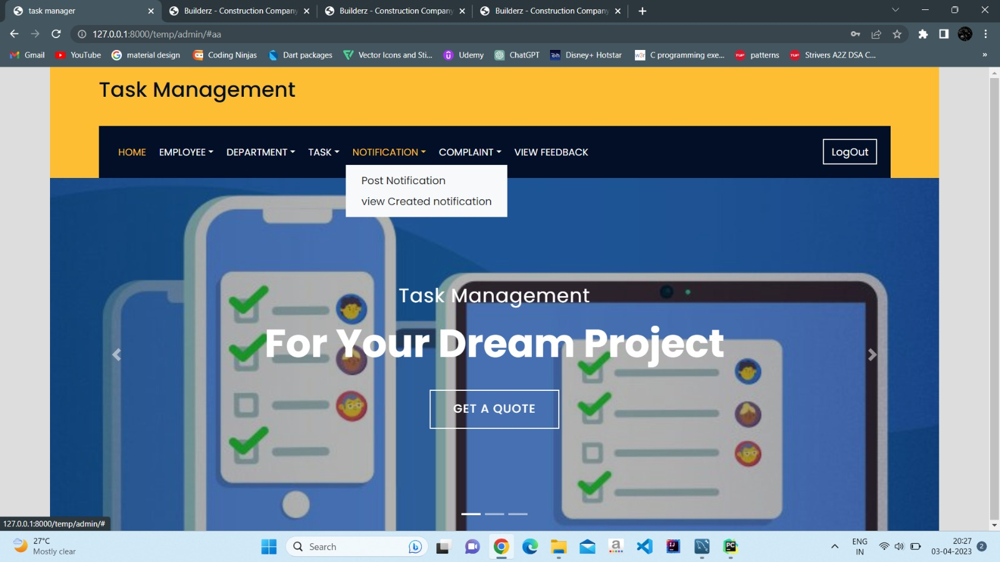 task manager
Builderz - Construction Company
Builderz - Construction Company
Builderz - Construction Company
127.0.0.1:8000/temp/admin/#aa
Gmail
YouTube
material design
Coding Ninjas
Dart packages
Vector Icons and Sti...
Udemy
ChatGPT
Disney+ Hotstar
w3r
C programming exe...
TUF
patterns
TUF
Strivers A2Z DSA C...
»
Task Management
HOME
EMPLOYEE
DEPARTMENT
TASK
NOTIFICATION
COMPLAINT
VIEW FEEDBACK
LogOut
Post Notification
view Created notification
Task Management
For Your Dream Project
GET A QUOTE
127.0.0.1:8000/temp/admin/#
27°C
Mostly clear
Search
ENG
IN
20:27
03-04-2023
2